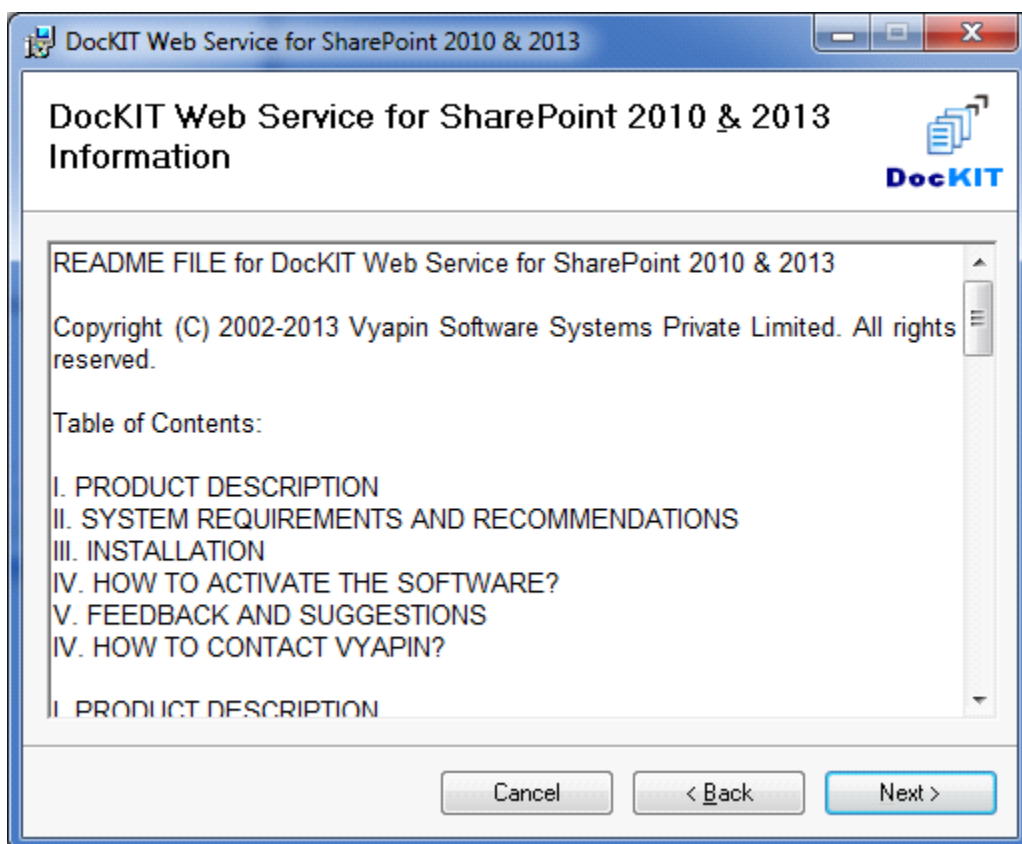 DocKIT Web Service for SharePoint 2010 & 2013
DocKIT Web Service for SharePoint 2010 & 2013
Information
DocKIT
README FILE for DocKIT Web Service for SharePoint 2010 & 2013
Copyright (C) 2002-2013 Vyapin Software Systems Private Limited. All rights
reserved.
Table of Contents:
I. PRODUCT DESCRIPTION
II. SYSTEM REQUIREMENTS AND RECOMMENDATIONS
III. INSTALLATION
IV. HOW TO ACTIVATE THE SOFTWARE?
V. FEEDBACK AND SUGGESTIONS
IV. HOW TO CONTACT VYAPIN?
I. PRODUCT DESCRIPTION
Cancel
< Back
Next >